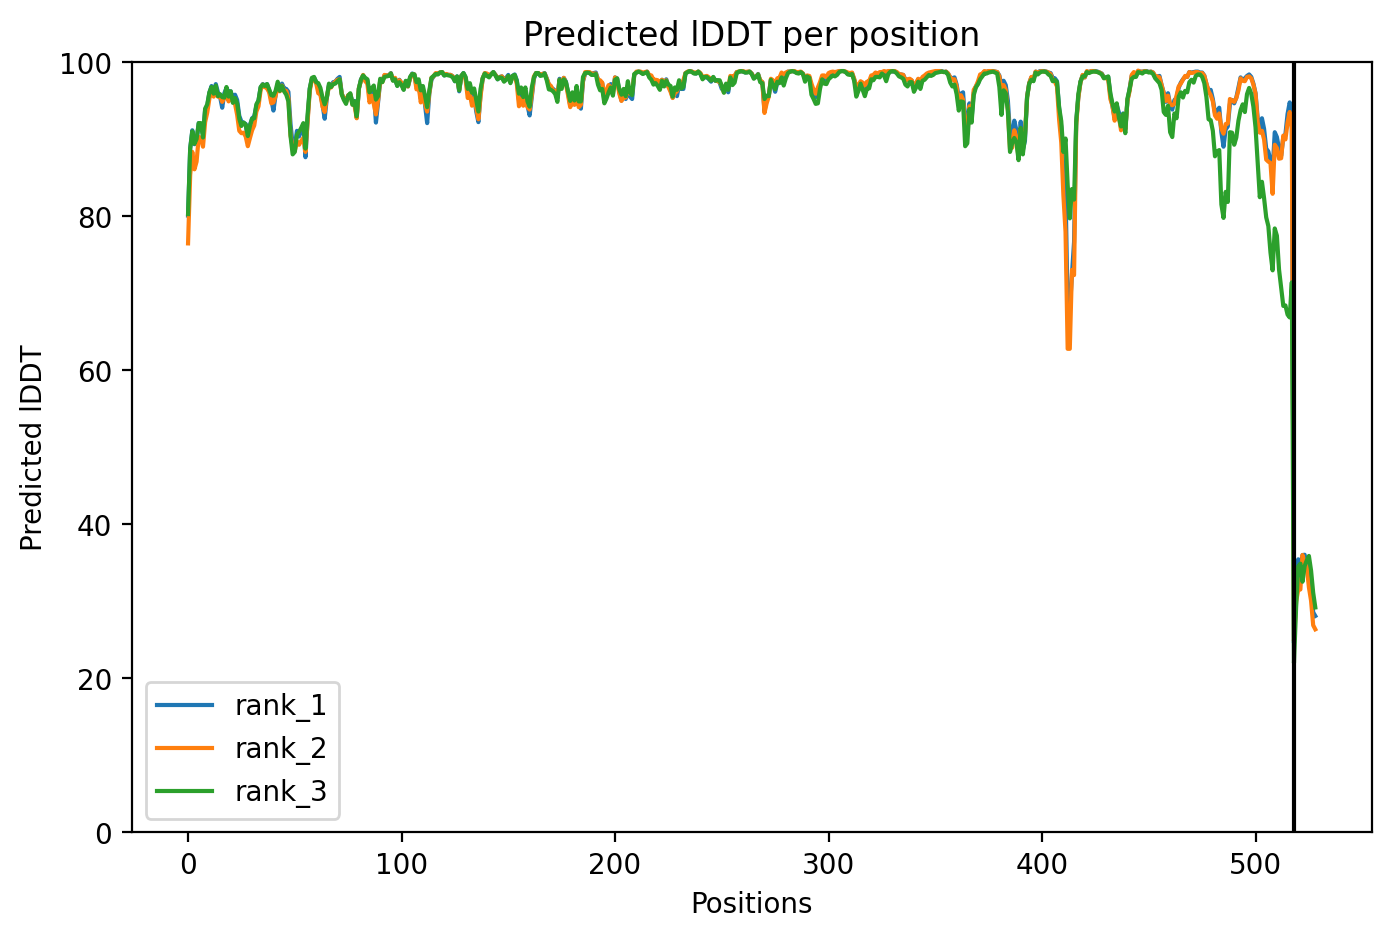 Predicted lDDT per position
100
80
60
40
20
0
Predicted lDDT
rank_1
rank_2
rank_3
0 100 200 300 400 500
Positions